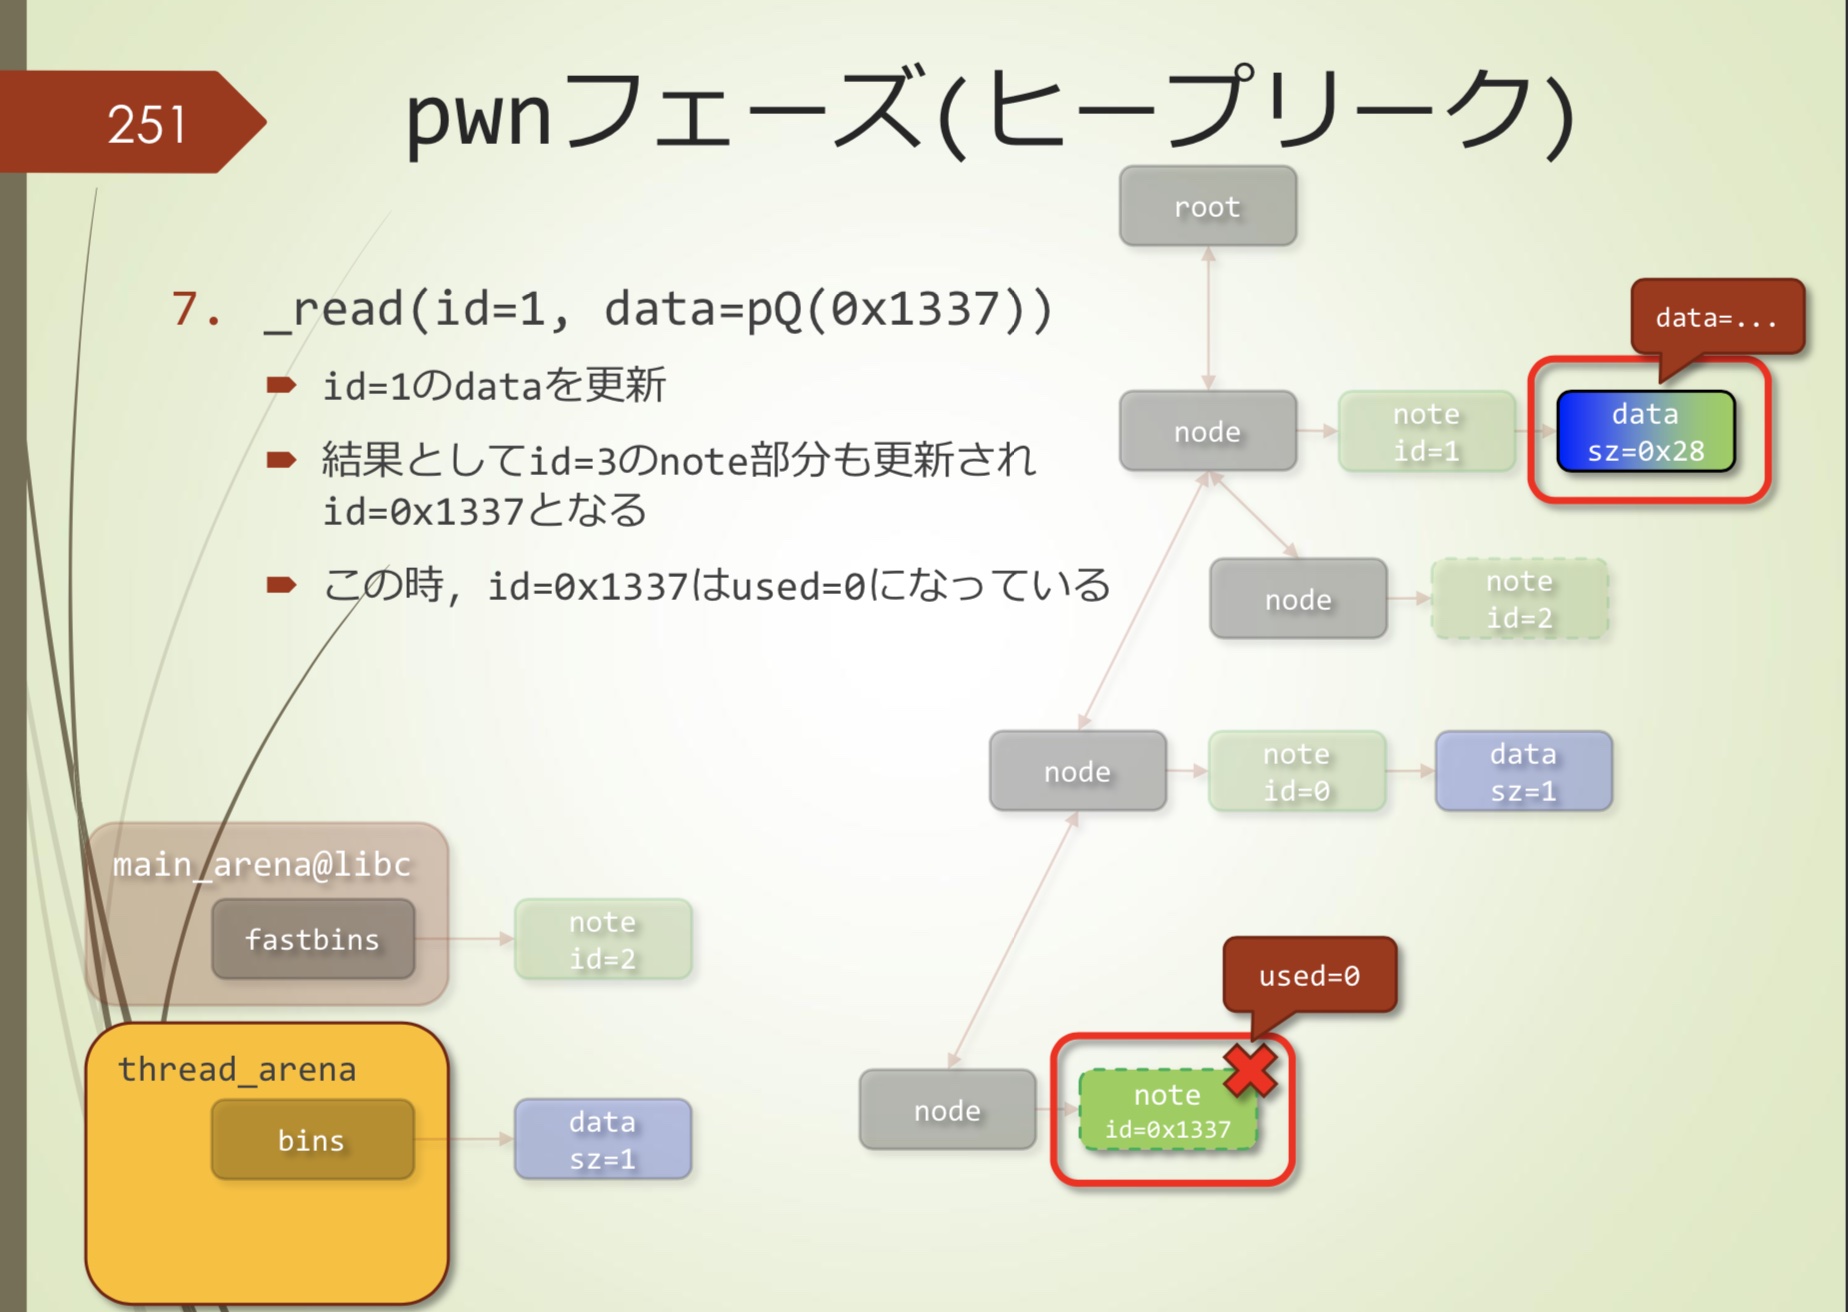 251
pwnフェーズ(ヒープリーク)
7. _read(id=1, data=pQ(0x1337))
id=1のdataを更新
結果としてid=3のnote部分も更新され
id=0x1337となる
この時, id=0x1337はused=0になっている
root
data=...
node
note
id=1
data
sz=0x28
node
note
id=2
node
note
id=0
data
sz=1
main_arena@libc
fastbins
note
id=2
used=0
thread_arena
bins
data
sz=1
node
note
id=0x1337